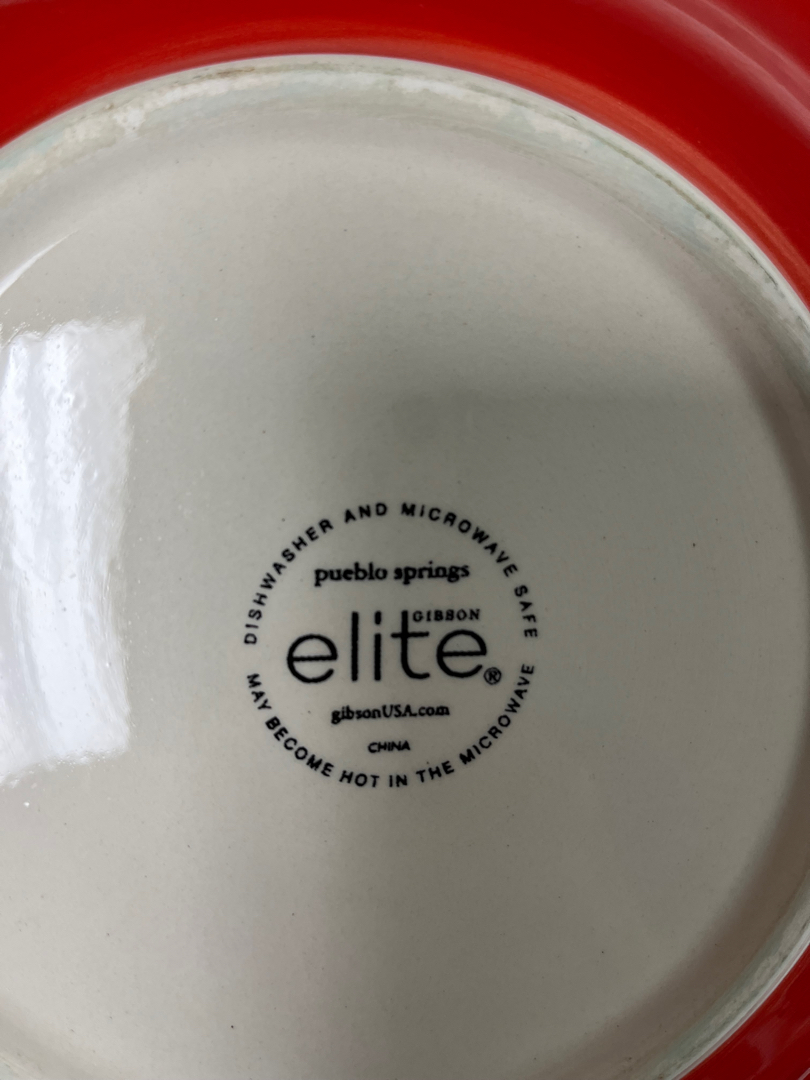 DISHWASHER AND MICROWAVE SAFE
pueblo springs
GIBSON
elite®
gibsonUSA.com
CHINA
MAY BECOME HOT IN THE MICROWAVE